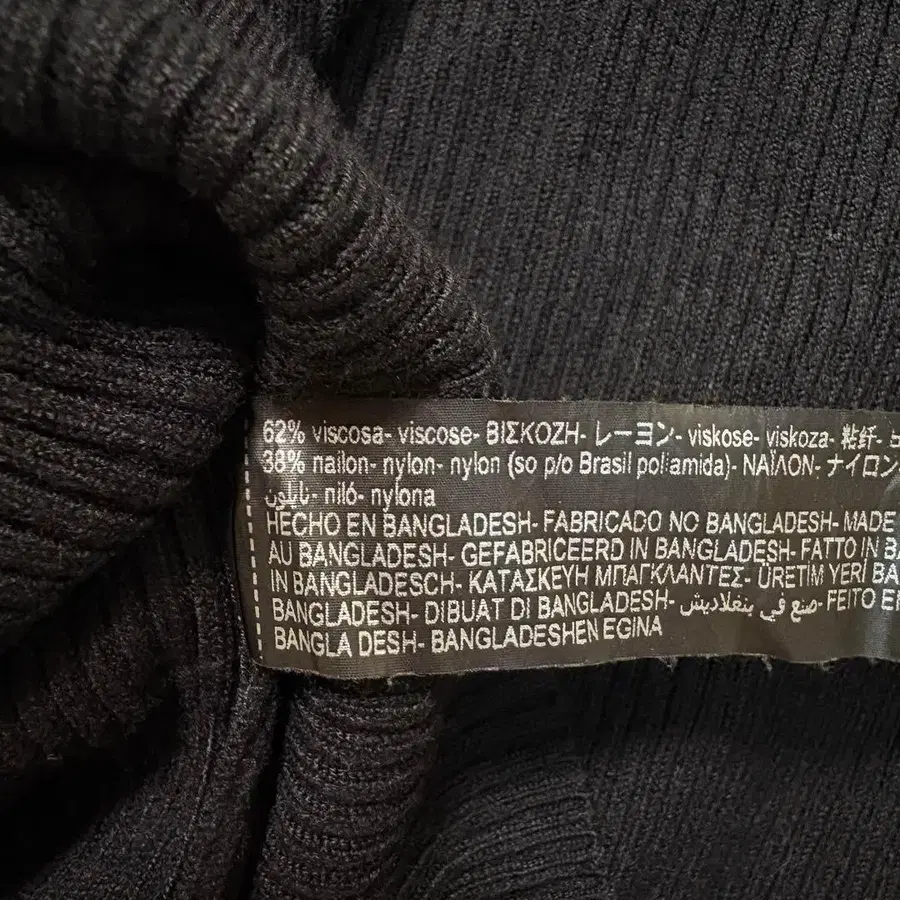 62% viscosa- viscose- ΒΙΣΚΟΖΗ- レーヨン- viskose- viskoza- 粘纤-
38% nailon- nylon- nylon (so p/o Brasil poliamida)- ΝΑΪΛΟΝ- ナイロン-
نايلون- niló- nylona
HECHO EN BANGLADESH- FABRICADO NO BANGLADESH- MADE
AU BANGLADESH- GEFABRICEERD IN BANGLADESH- FATTO IN BA
IN BANGLADESCH- ΚΑΤΑΣΚΕΥΗ ΜΠΑΓΚΛΑΝΤΕΣ- ÜRETİM YERİ BA
BANGLADESH- DIBUAT DI BANGLADESH- صنع في بنغلاديش- FEITO EN
BANGLA DESH- BANGLADESHEN EGINA